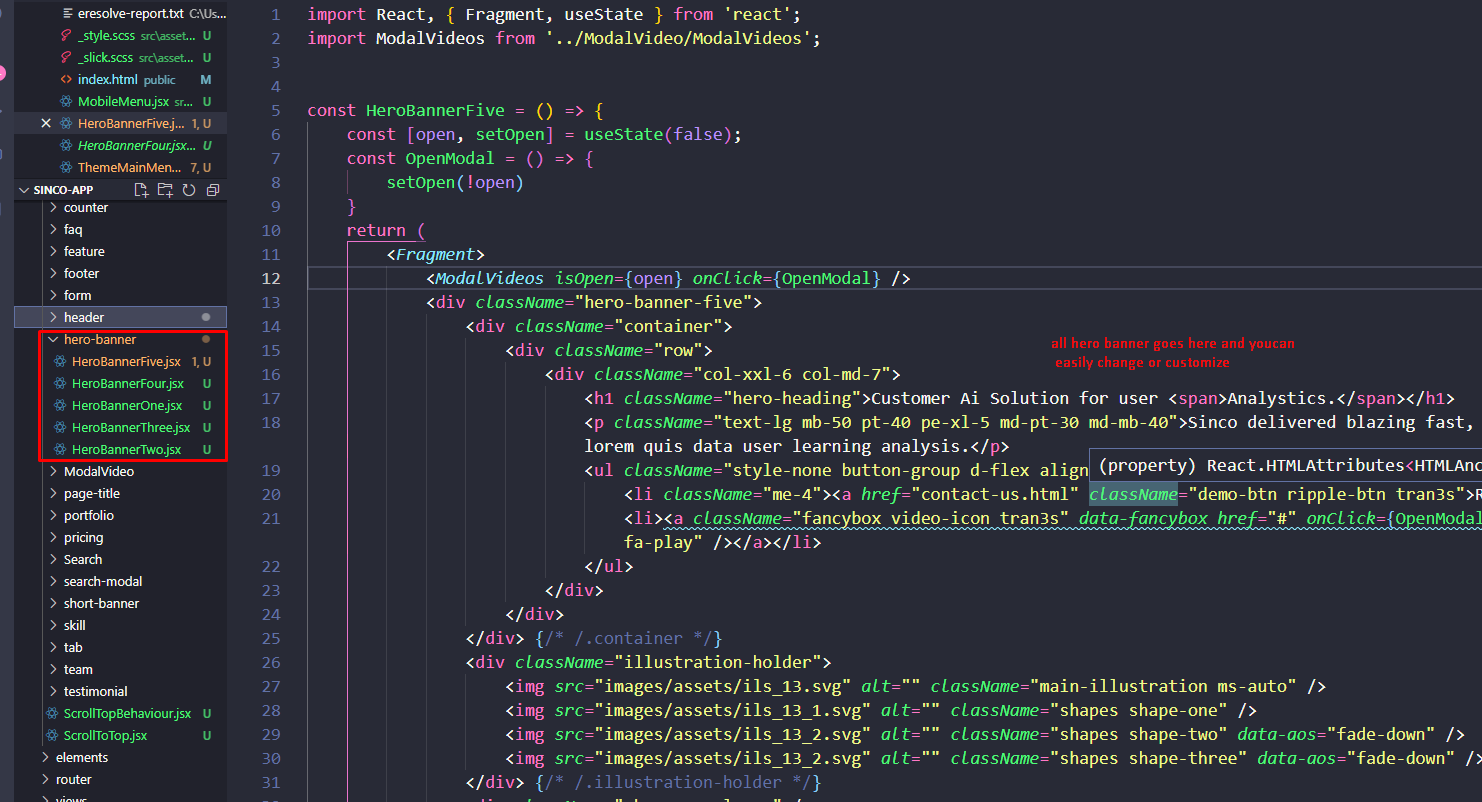 eresolve-report.txt C:\Us...
_style.scss src\asset... U
_slick.scss src\asset... U
index.html public M
MobileMenu.jsx sr... U
HeroBannerFive.j... 1, U
HeroBannerFour.jsx... U
ThemeMainMen... 7, U
SINCO-APP
counter
faq
feature
footer
form
header
hero-banner
HeroBannerFive.jsx 1, U
HeroBannerFour.jsx U
HeroBannerOne.jsx U
HeroBannerThree.jsx U
HeroBannerTwo.jsx U
ModalVideo
page-title
portfolio
pricing
Search
search-modal
short-banner
skill
tab
team
testimonial
ScrollTopBehaviour.jsx U
ScrollToTop.jsx U
elements
router
views
1 import React, { Fragment, useState } from 'react';
2 import ModalVideos from '../ModalVideo/ModalVideos';
3
4
5 const HeroBannerFive = () => {
6 const [open, setOpen] = useState(false);
7 const OpenModal = () => {
8 setOpen(!open)
9 }
10 return (
11 <Fragment>
12 <ModalVideos isOpen={open} onClick={OpenModal} />
13 <div className="hero-banner-five">
14 <div className="container">
15 <div className="row">
16 <div className="col-xxl-6 col-md-7">
17 <h1 className="hero-heading">Customer Ai Solution for user <span>Analystics.</span></h1>
18 <p className="text-lg mb-50 pt-40 pe-xl-5 md-pt-30 md-mb-40">Sinco delivered blazing fast,
lorem quis data user learning analysis.</p>
19 <ul className="style-none button-group d-flex align
20 <li className="me-4"><a href="contact-us.html" className="demo-btn ripple-btn tran3s">R
21 <li><a className="fancybox video-icon tran3s" data-fancybox href="#" onClick={OpenModal
fa-play" /></a></li>
22 </ul>
23 </div>
24 </div>
25 </div> {/* /.container */}
26 <div className="illustration-holder">
27 <img src="images/assets/ils_13.svg" alt="" className="main-illustration ms-auto" />
28 <img src="images/assets/ils_13_1.svg" alt="" className="shapes shape-one" />
29 <img src="images/assets/ils_13_2.svg" alt="" className="shapes shape-two" data-aos="fade-down" />
30 <img src="images/assets/ils_13_2.svg" alt="" className="shapes shape-three" data-aos="fade-down" />
31 </div> {/* /.illustration-holder */}
all hero banner goes here and youcan
easily change or customize
(property) React.HTMLAttributes<HTMLAnc